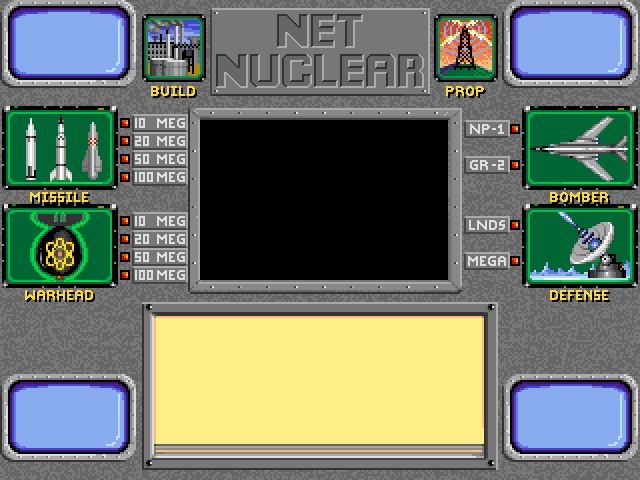 NET
NUCLEAR
BUILD
PROP
10 MEG
20 MEG
50 MEG
100 MEG
MISSILE
NP-1
GR-2
BOMBER
10 MEG
20 MEG
50 MEG
100 MEG
WARHEAD
LNDS
MEGA
DEFENSE